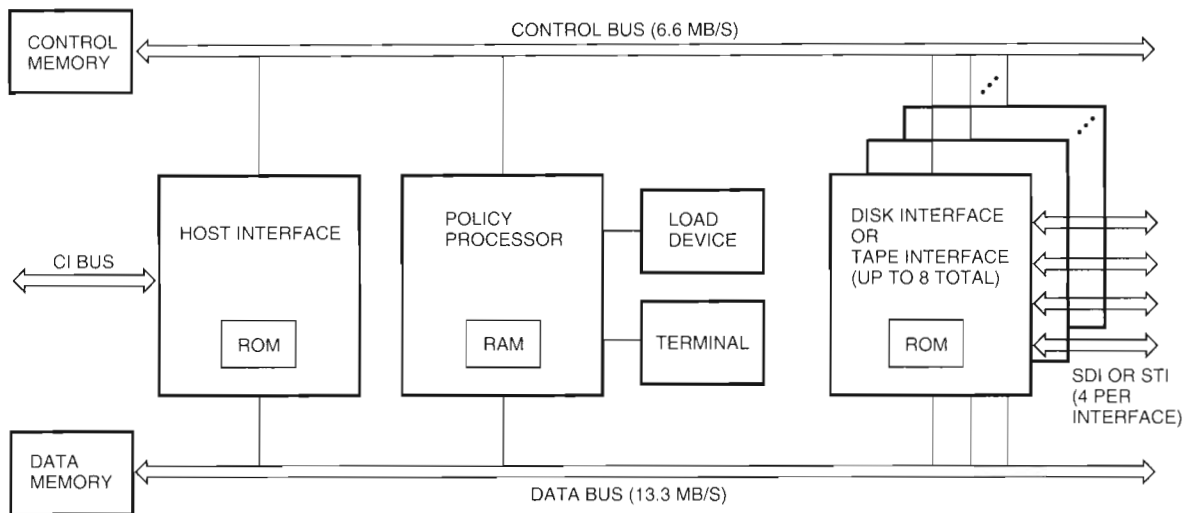 CONTROL
MEMORY
CONTROL BUS (6.6 MB/S)
HOST INTERFACE
ROM
CI BUS
POLICY
PROCESSOR
RAM
LOAD
DEVICE
TERMINAL
DISK INTERFACE
OR
TAPE INTERFACE
(UP TO 8 TOTAL)
ROM
SDI OR STI
(4 PER
INTERFACE)
DATA
MEMORY
DATA BUS (13.3 MB/S)